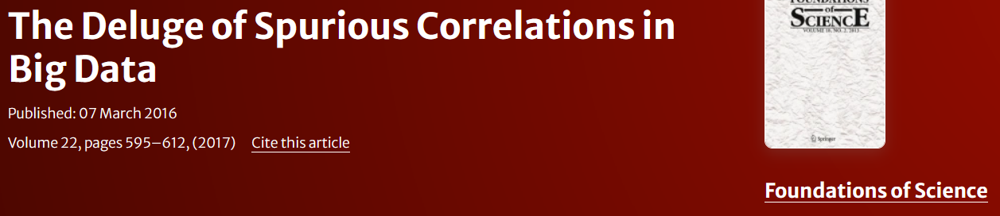 The Deluge of Spurious Correlations in
Big Data
Published: 07 March 2016
Volume 22, pages 595–612, (2017) Cite this article
FOUNDATIONS
of
SCIENCE
VOLUME 18, NO. 2, 2013
Springer
Foundations of Science